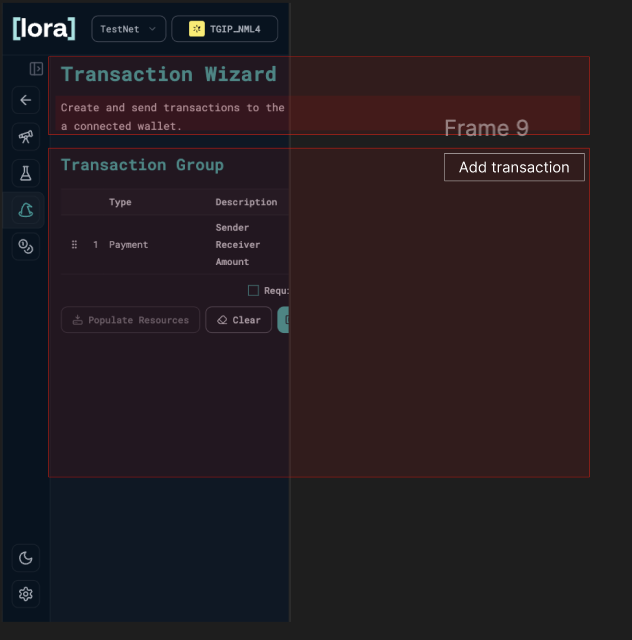 [lora]
TestNet
TGIP_NML4
Transaction Wizard
Create and send transactions to the
a connected wallet.
Frame 9
Transaction Group
Add transaction
Type Description
Sender
1 Payment Receiver
Amount
Requi
Populate Resources Clear